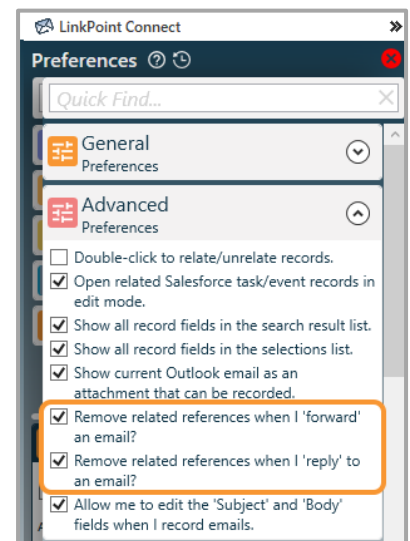 LinkPoint Connect
Preferences
Quick Find...
General
Preferences
Advanced
Preferences
Double-click to relate/unrelate records.
Open related Salesforce task/event records in
edit mode.
Show all record fields in the search result list.
Show all record fields in the selections list.
Show current Outlook email as an
attachment that can be recorded.
Remove related references when I 'forward'
an email?
Remove related references when I 'reply' to
an email?
Allow me to edit the 'Subject' and 'Body'
fields when I record emails.